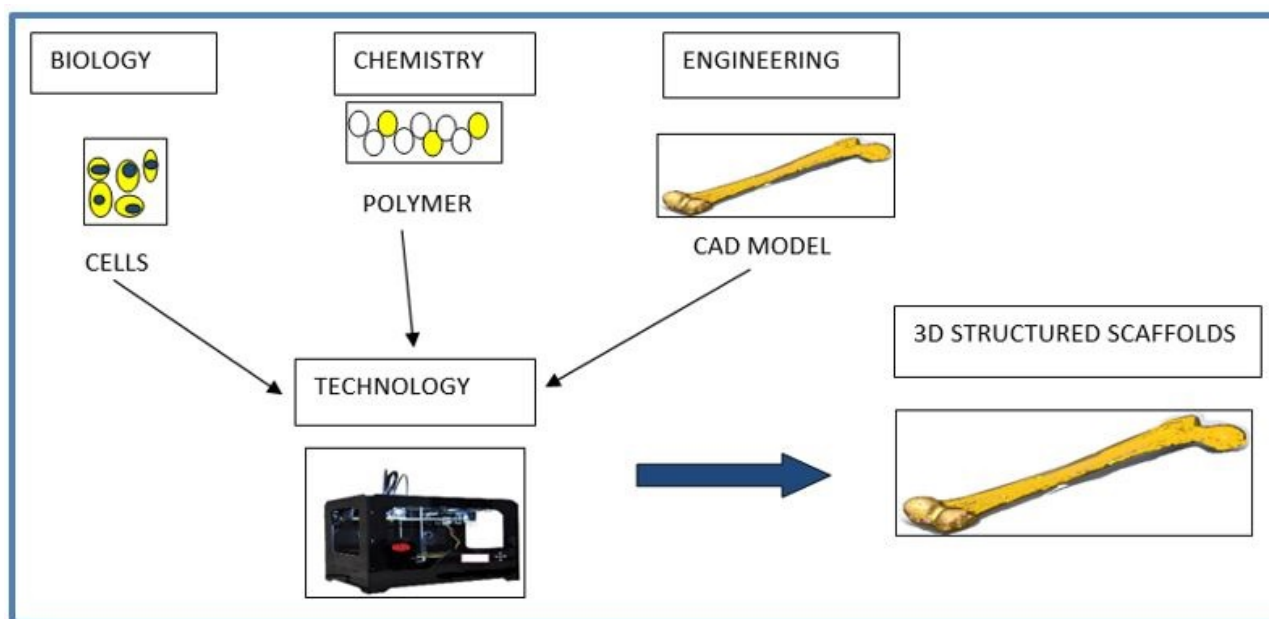 BIOLOGY
CHEMISTRY
ENGINEERING
CELLS
POLYMER
CAD MODEL
TECHNOLOGY
3D STRUCTURED SCAFFOLDS